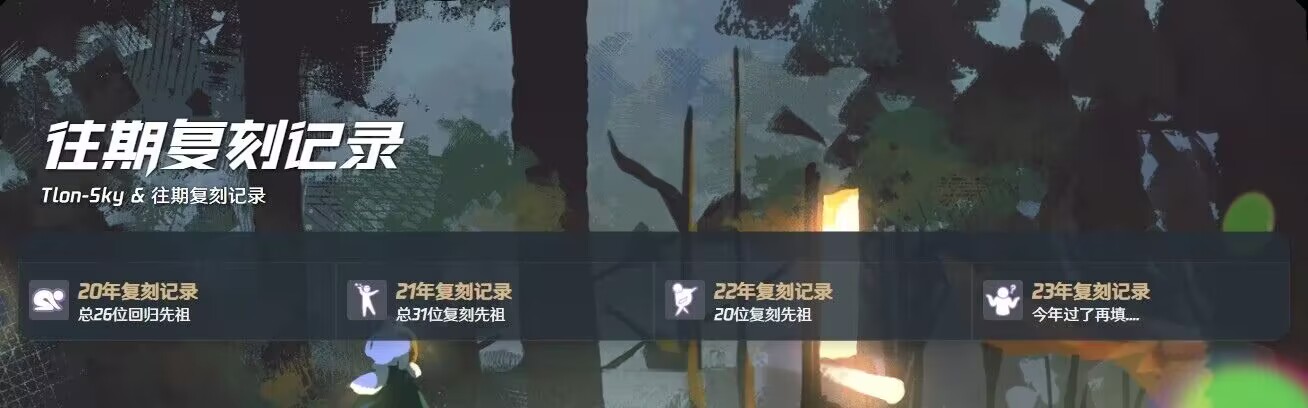 往期复刻记录
Tlon-Sky & 往期复刻记录
20年复刻记录
总26位回归先祖
21年复刻记录
总31位复刻先祖
22年复刻记录
20位复刻先祖
23年复刻记录
今年过了再填....